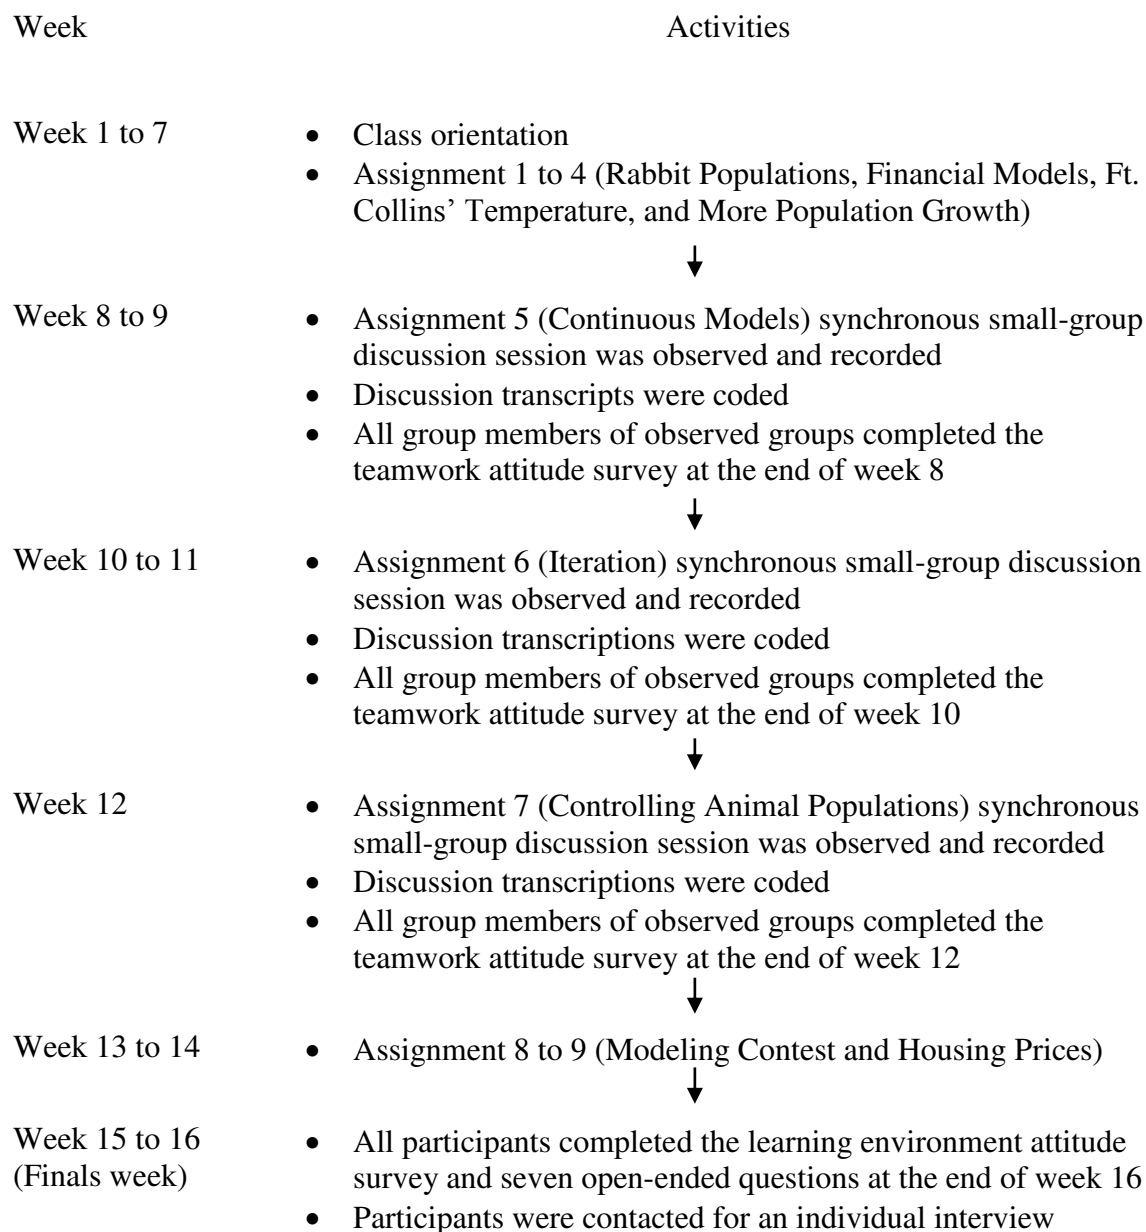 Week Activities
Week 1 to 7 • Class orientation
• Assignment 1 to 4 (Rabbit Populations, Financial Models, Ft.
Collins’ Temperature, and More Population Growth)
Week 8 to 9 • Assignment 5 (Continuous Models) synchronous small-group
discussion session was observed and recorded
• Discussion transcripts were coded
• All group members of observed groups completed the
teamwork attitude survey at the end of week 8
Week 10 to 11 • Assignment 6 (Iteration) synchronous small-group discussion
session was observed and recorded
• Discussion transcriptions were coded
• All group members of observed groups completed the
teamwork attitude survey at the end of week 10
Week 12 • Assignment 7 (Controlling Animal Populations) synchronous
small-group discussion session was observed and recorded
• Discussion transcriptions were coded
• All group members of observed groups completed the
teamwork attitude survey at the end of week 12
Week 13 to 14 • Assignment 8 to 9 (Modeling Contest and Housing Prices)
Week 15 to 16 • All participants completed the learning environment attitude
(Finals week) survey and seven open-ended questions at the end of week 16
• Participants were contacted for an individual interview